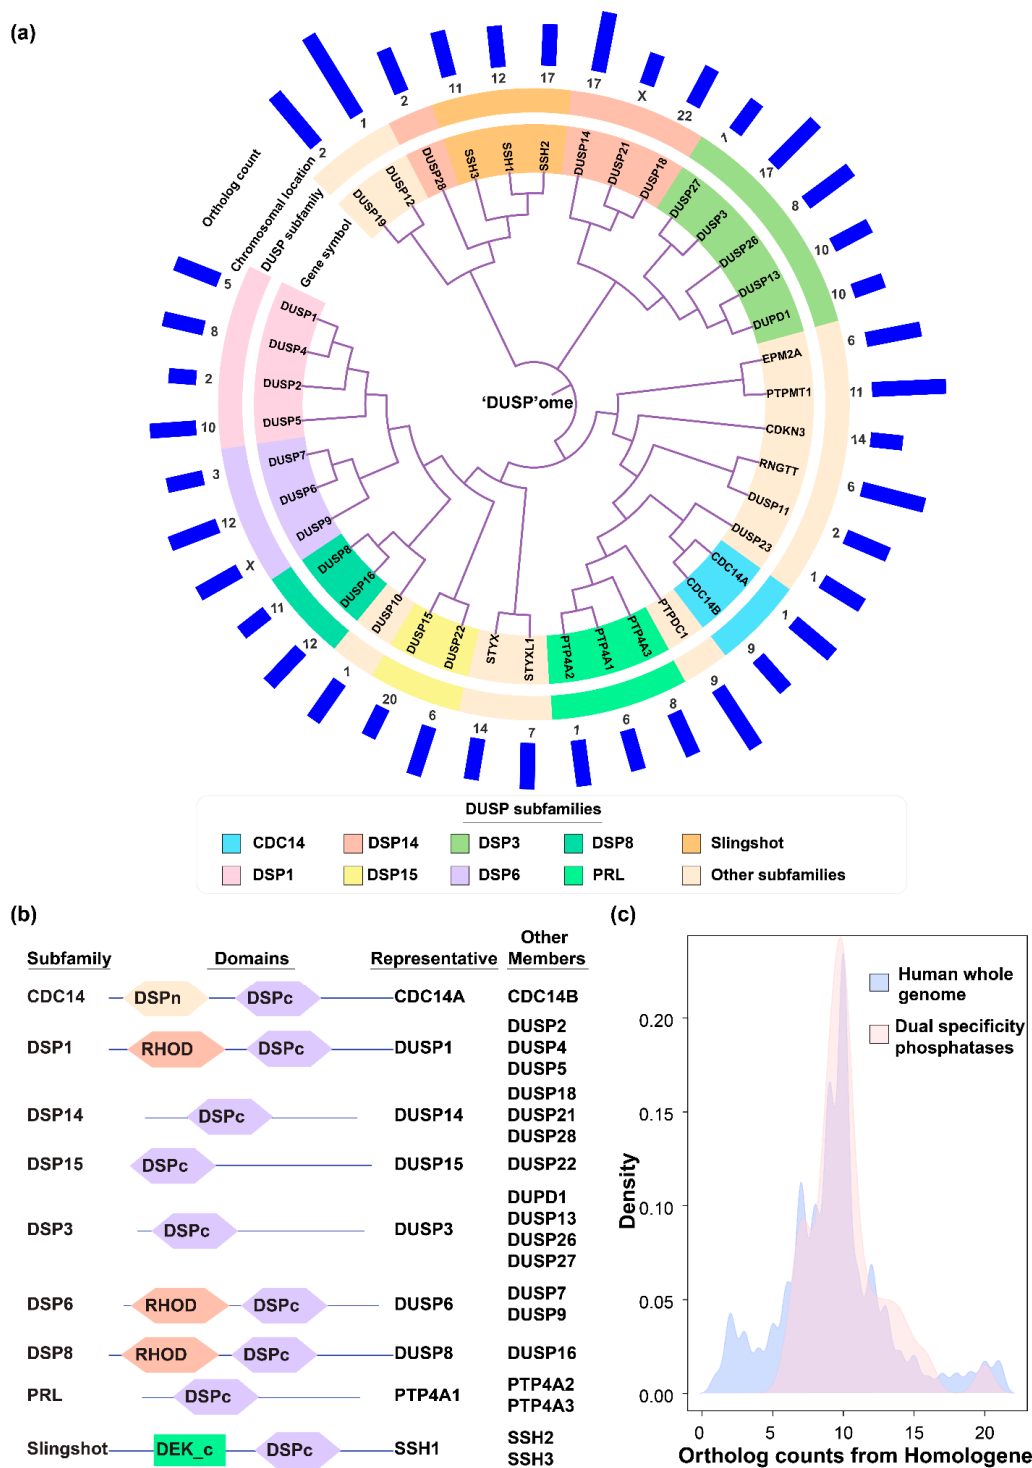 (a)
Ortholog count
Chromosomal location
DUSP subfamily
Gene symbol
2
1
2
11
12
17
17
X
22
7
17
8
10
10
6
11
14
6
2
1
1
9
9
8
6
1
7
14
6
20
1
12
11
X
12
3
10
2
8
5
DUSP19
DUSP12
DUSP28
SSH3
SSH1
SSH2
DUSP14
DUSP21
DUSP18
DUSP27
DUSP3
DUSP26
DUSP13
DUPD1
EPM2A
PTPMT1
CDKN3
RNGTT
DUSP11
DUSP23
CDC14A
CDC14B
PTPDC1
PTP4A3
PTP4A1
PTP4A2
STYXL1
STYX
DUSP22
DUSP15
DUSP10
DUSP16
DUSP8
DUSP9
DUSP6
DUSP7
DUSP5
DUSP2
DUSP4
DUSP1
‘DUSP’ome
DUSP subfamilies
CDC14 DSP14 DSP3 DSP8 Slingshot
DSP1 DSP15 DSP6 PRL Other subfamilies
(b)
Subfamily Domains Representative Other Members
CDC14 DSPn DSPc CDC14A CDC14B
DUSP2
DSP1 RHOD DSPc DUSP1 DUSP4
DUSP5
DUSP18
DSP14 DSPc DUSP14 DUSP21
DUSP28
DSP15 DSPc DUSP15 DUSP22
DUPD1
DSP3 DSPc DUSP3 DUSP13
DUSP26
DUSP27
DSP6 RHOD DSPc DUSP6 DUSP7
DUSP9
DSP8 RHOD DSPc DUSP8 DUSP16
PRL DSPc PTP4A1 PTP4A2
PTP4A3
Slingshot DEK_c DSPc SSH1 SSH2
SSH3
(c)
Human whole
genome
Dual specificity
phosphatases
Density
0.20
0.15
0.10
0.05
0.00
0 5 10 15 20
Ortholog counts from Homologene